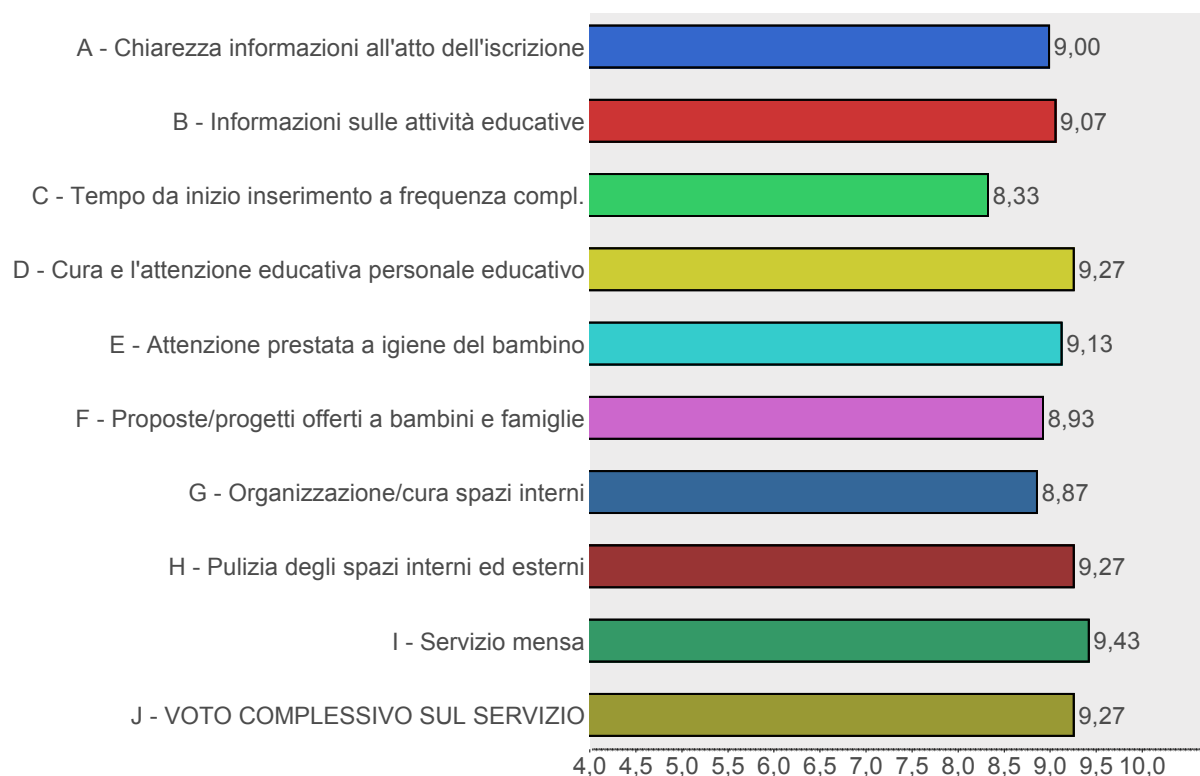 A - Chiarezza informazioni all'atto dell'iscrizione 9,00
B - Informazioni sulle attività educative 9,07
C - Tempo da inizio inserimento a frequenza compl. 8,33
D - Cura e l'attenzione educativa personale educativo 9,27
E - Attenzione prestata a igiene del bambino 9,13
F - Proposte/progetti offerti a bambini e famiglie 8,93
G - Organizzazione/cura spazi interni 8,87
H - Pulizia degli spazi interni ed esterni 9,27
I - Servizio mensa 9,43
J - VOTO COMPLESSIVO SUL SERVIZIO 9,27
4,0 4,5 5,0 5,5 6,0 6,5 7,0 7,5 8,0 8,5 9,0 9,5 10,0